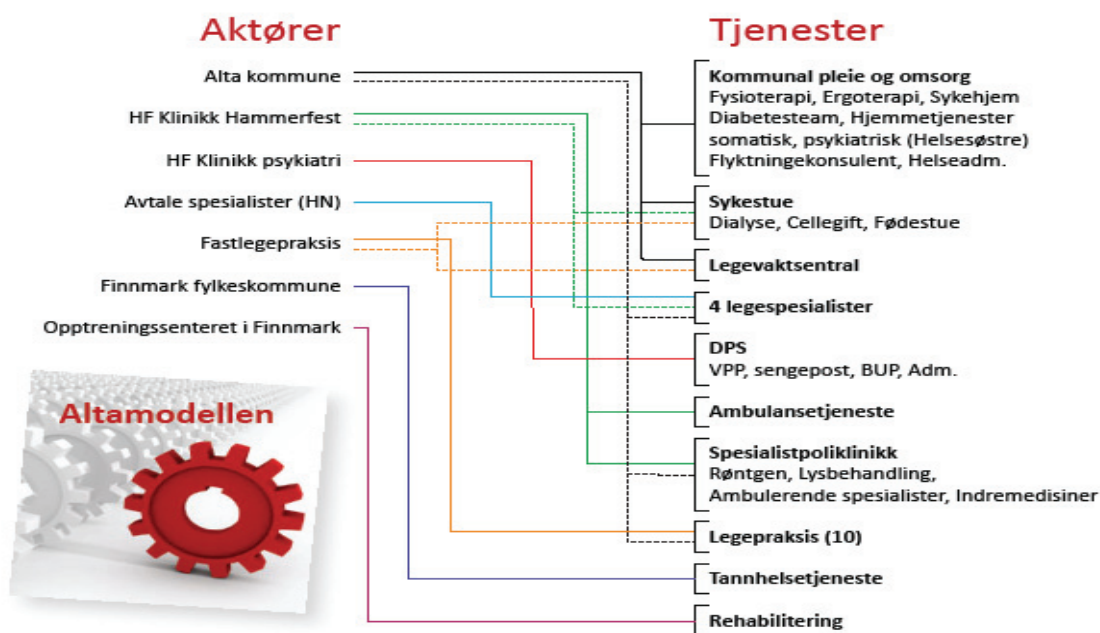 Aktører
Alta kommune
HF Klinikk Hammerfest
HF Klinikk psykiatri
Avtale spesialister (HN)
Fastlegepraksis
Finnmark fylkeskommune
Opptreningssenteret i Finnmark
Altamodellen
Tjenester
Kommunal pleie og omsorg
Fysioterapi, Ergoterapi, Sykehjem
Diabetesteam, Hjemmetjenester
somatisk, psykiatrisk (Helsesøstre)
Flyktningekonsulent, Helseadm.
Sykestue
Dialyse, Cellegift, Fødestue
Legevaktsentral
4 legespesialister
DPS
VPP, sengepost, BUP, Adm.
Ambulansetjeneste
Spesialistpoliklinikk
Røntgen, Lysbehandling,
Ambulerende spesialister, Indremedisiner
Legepraksis (10)
Tannhelsetjeneste
Rehabilitering